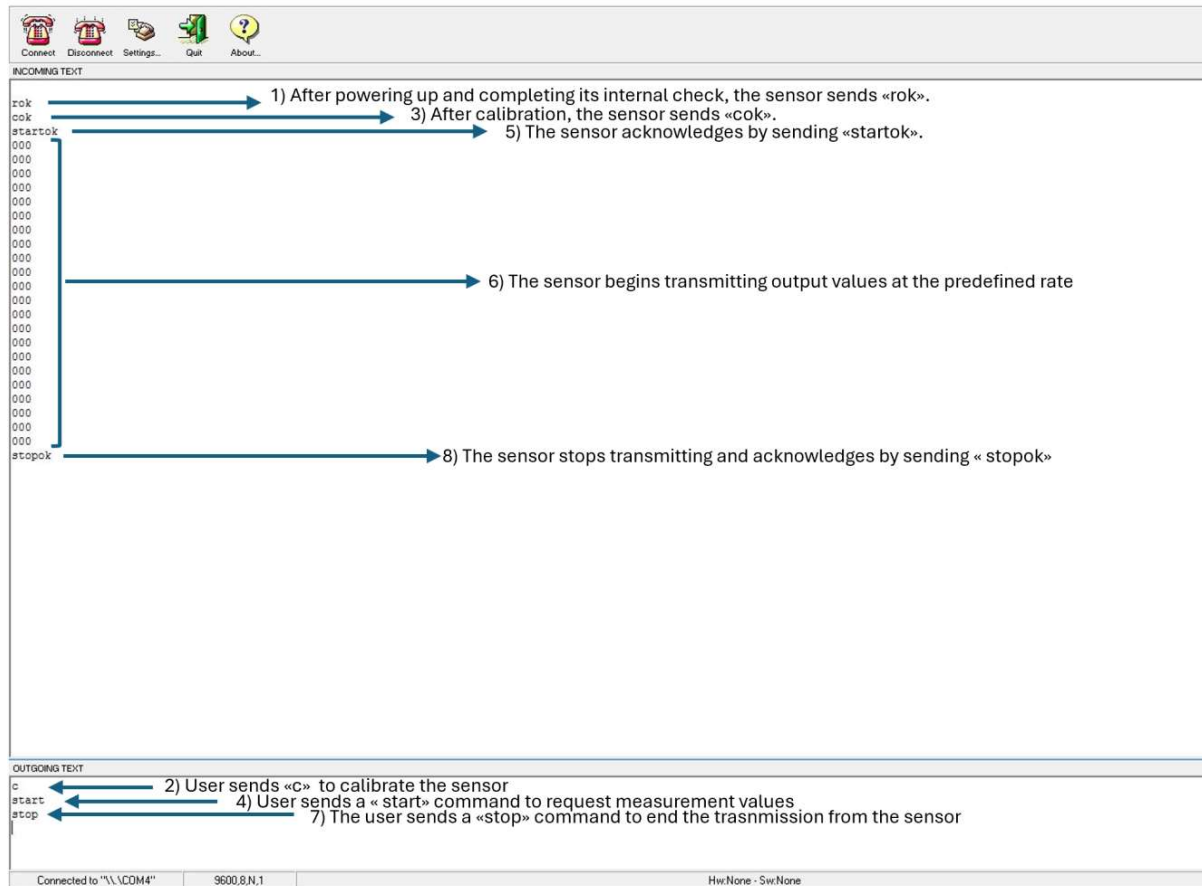 Connect Disconnect Settings... Quit About...
INCOMING TEXT
rok 1) After powering up and completing its internal check, the sensor sends «rok».
cok 3) After calibration, the sensor sends «cok».
startok 5) The sensor acknowledges by sending «startok».
000
000
000
000
000
000
000
000
000
000
000 6) The sensor begins transmitting output values at the predefined rate
000
000
000
000
000
000
000
000
000
000
000
stopok 8) The sensor stops transmitting and acknowledges by sending « stopok»
OUTGOING TEXT
c 2) User sends «c» to calibrate the sensor
start 4) User sends a « start» command to request measurement values
stop 7) The user sends a «stop» command to end the trasnmission from the sensor
Connected to "\\.\COM4" 9600,8,N,1 Hw:None - Sw:None